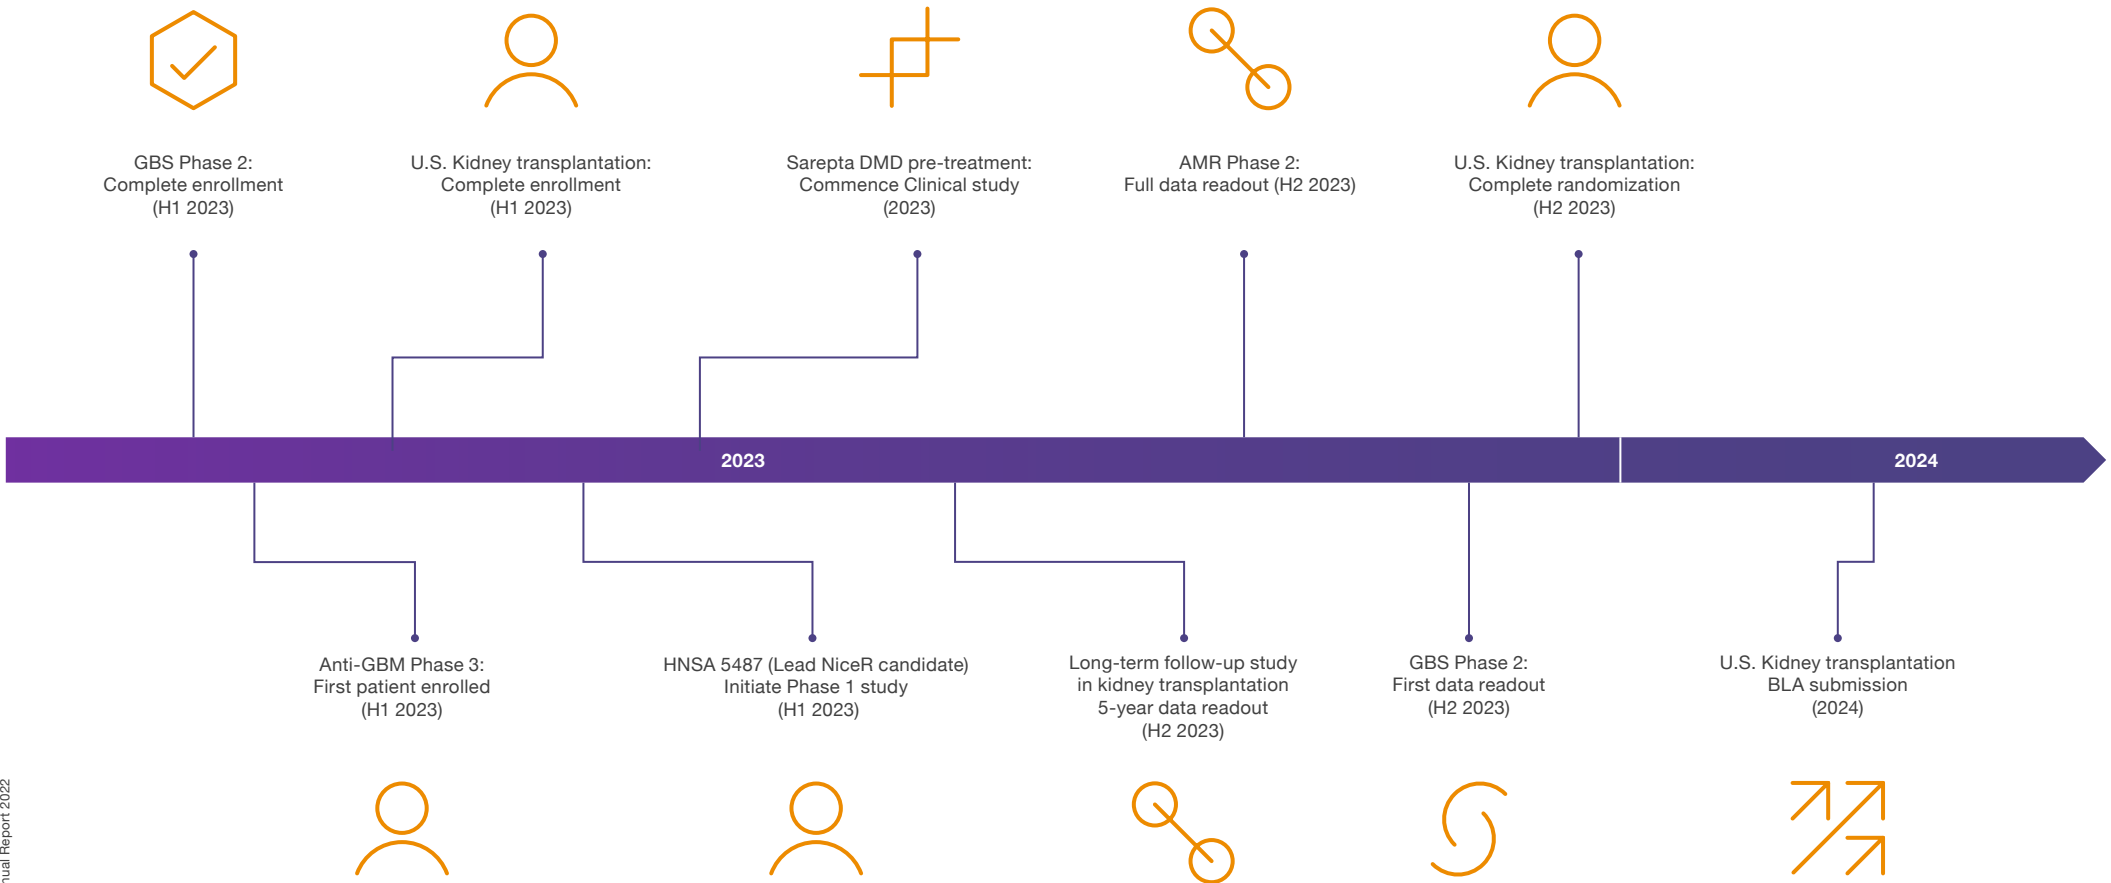 GBS Phase 2:
Complete enrollment
(H1 2023)
U.S. Kidney transplantation:
Complete enrollment
(H1 2023)
Sarepta DMD pre-treatment:
Commence Clinical study
(2023)
AMR Phase 2:
Full data readout (H2 2023)
U.S. Kidney transplantation:
Complete randomization
(H2 2023)
2023
2024
Anti-GBM Phase 3:
First patient enrolled
(H1 2023)
HNSA 5487 (Lead NiceR candidate)
Initiate Phase 1 study
(H1 2023)
Long-term follow-up study
in kidney transplantation
5-year data readout
(H2 2023)
GBS Phase 2:
First data readout
(H2 2023)
U.S. Kidney transplantation
BLA submission
(2024)
Report 2022